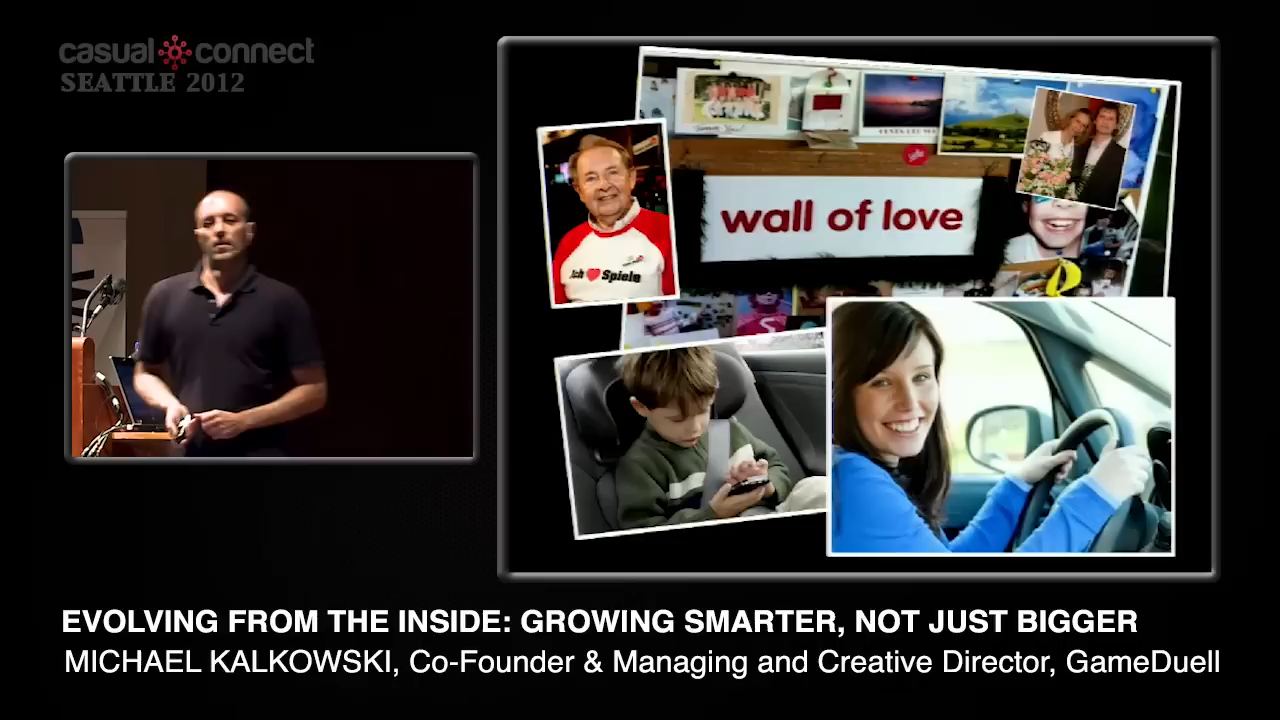 casual connect
SEATTLE 2012
wall of love
Ich Spiele
EVOLVING FROM THE INSIDE: GROWING SMARTER, NOT JUST BIGGER
MICHAEL KALKOWSKI, Co-Founder & Managing and Creative Director, GameDuell